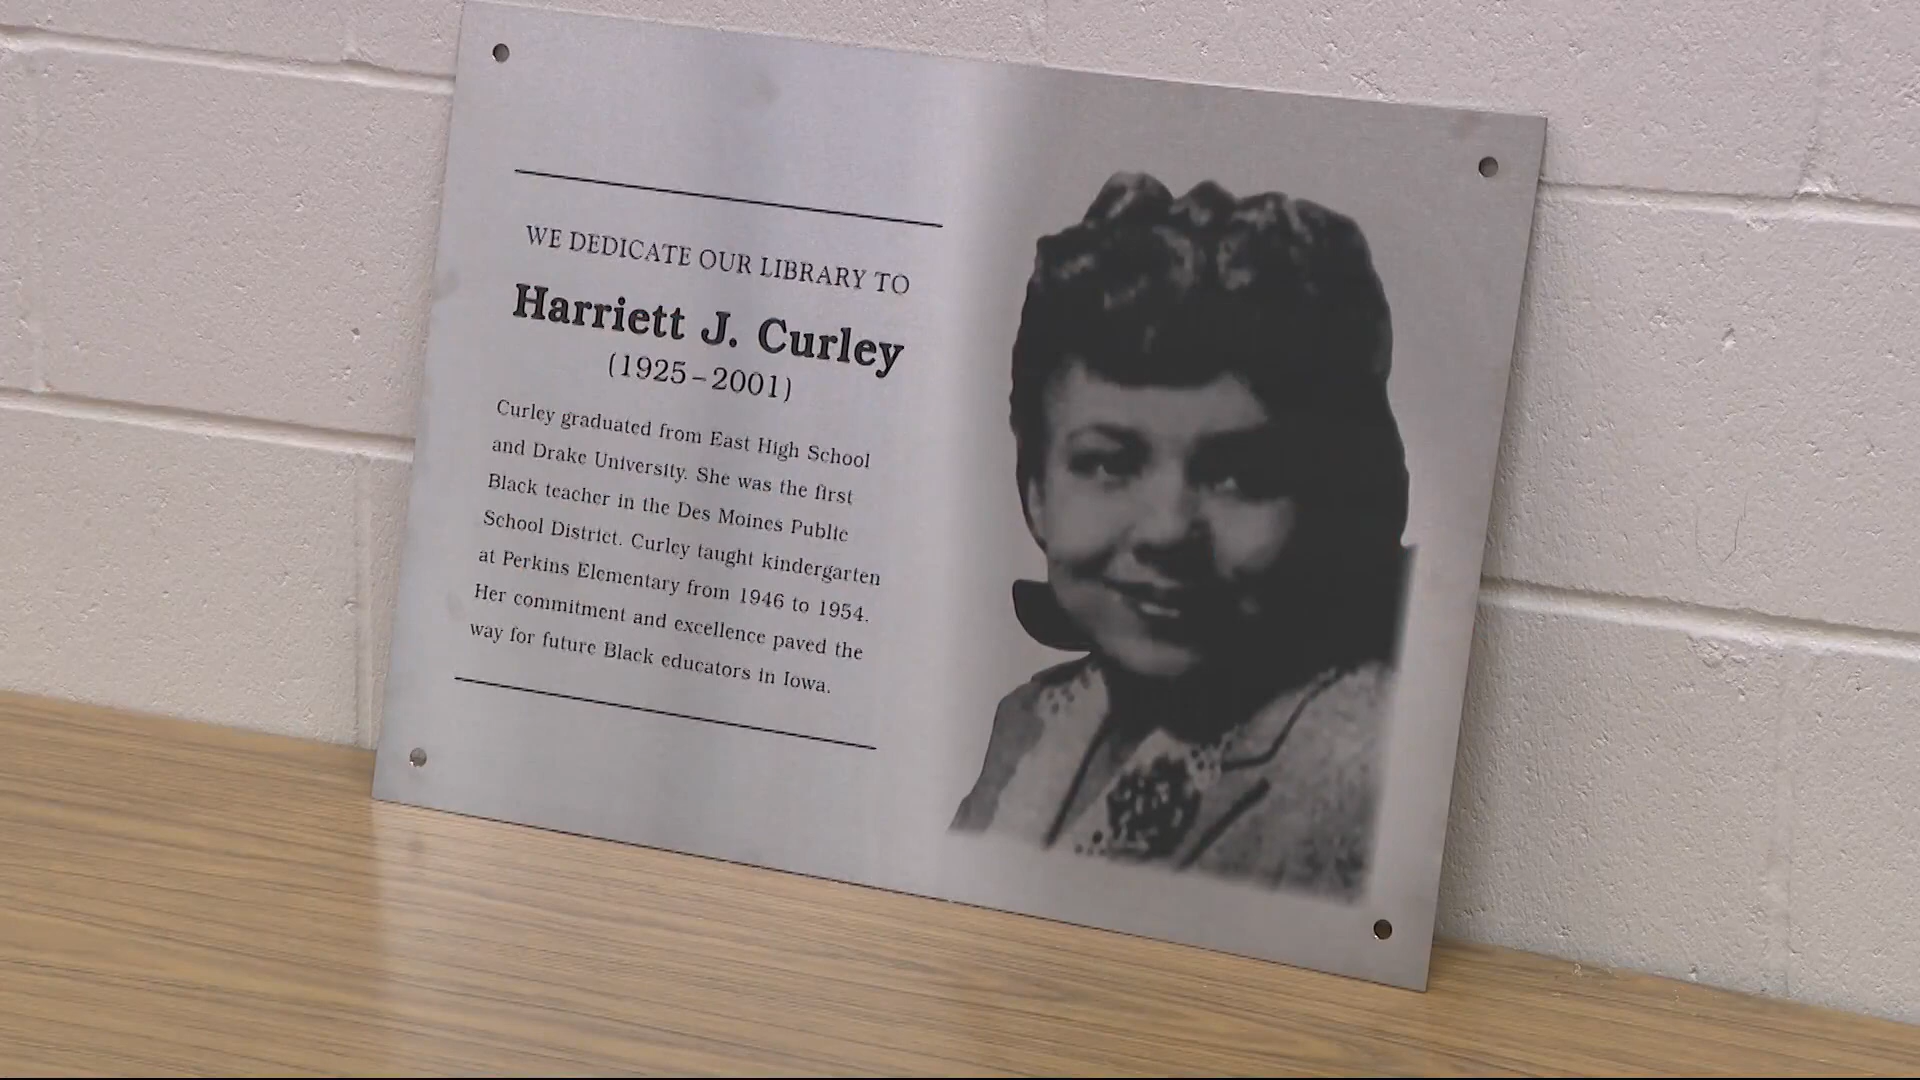 WE DEDICATE OUR LIBRARY TO
Harriett J. Curley
(1925–2001)
Curley graduated from East High School
and Drake University. She was the first
Black teacher in the Des Moines Public
School District. Curley taught kindergarten
at Perkins Elementary from 1946 to 1954.
Her commitment and excellence paved the
way for future Black educators in Iowa.